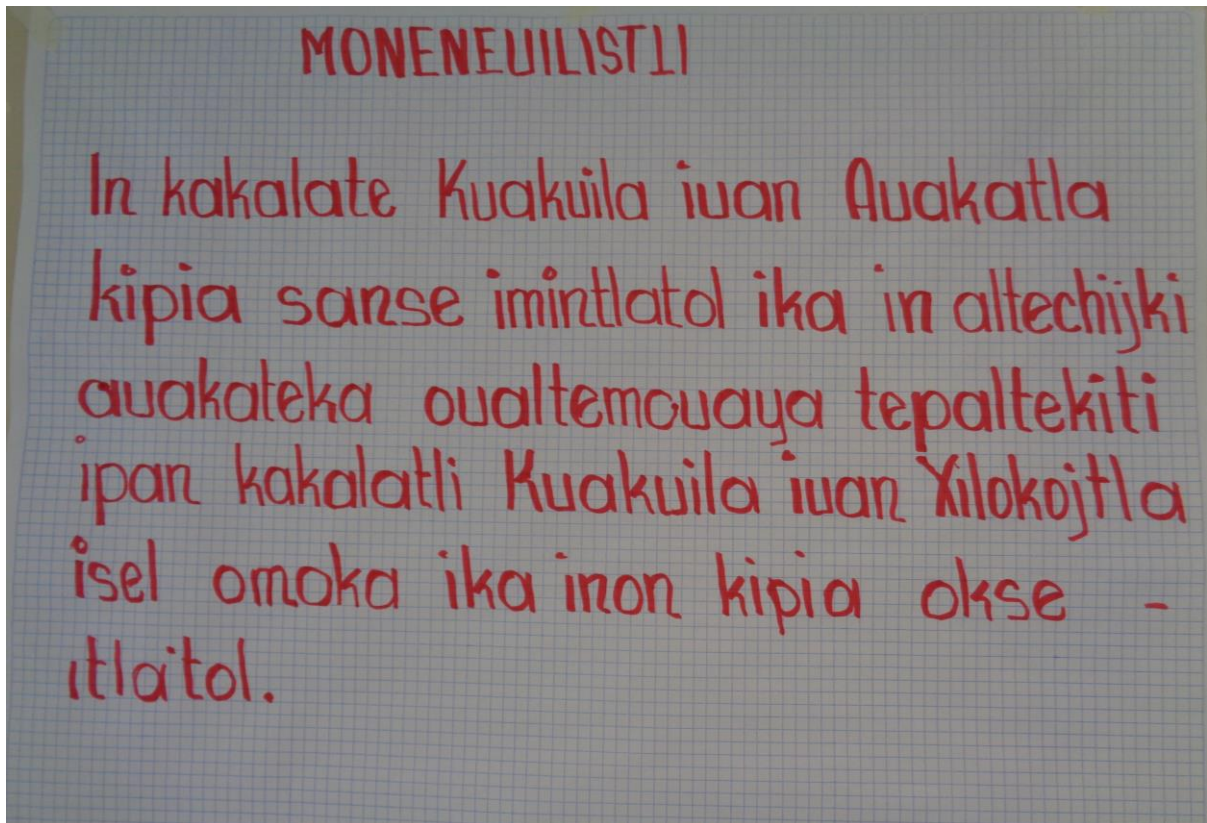 MONENEUILISTLI
In kakalate Kuakuila iuan Auakatla
kipia sanse imintlatol ika in altechijki
auakateka oualtemouaya tepaltekiti
ipan kakalatli Kuakuila iuan Xilokojtla
isel omoka ika inon kipia okse -
itlatol.